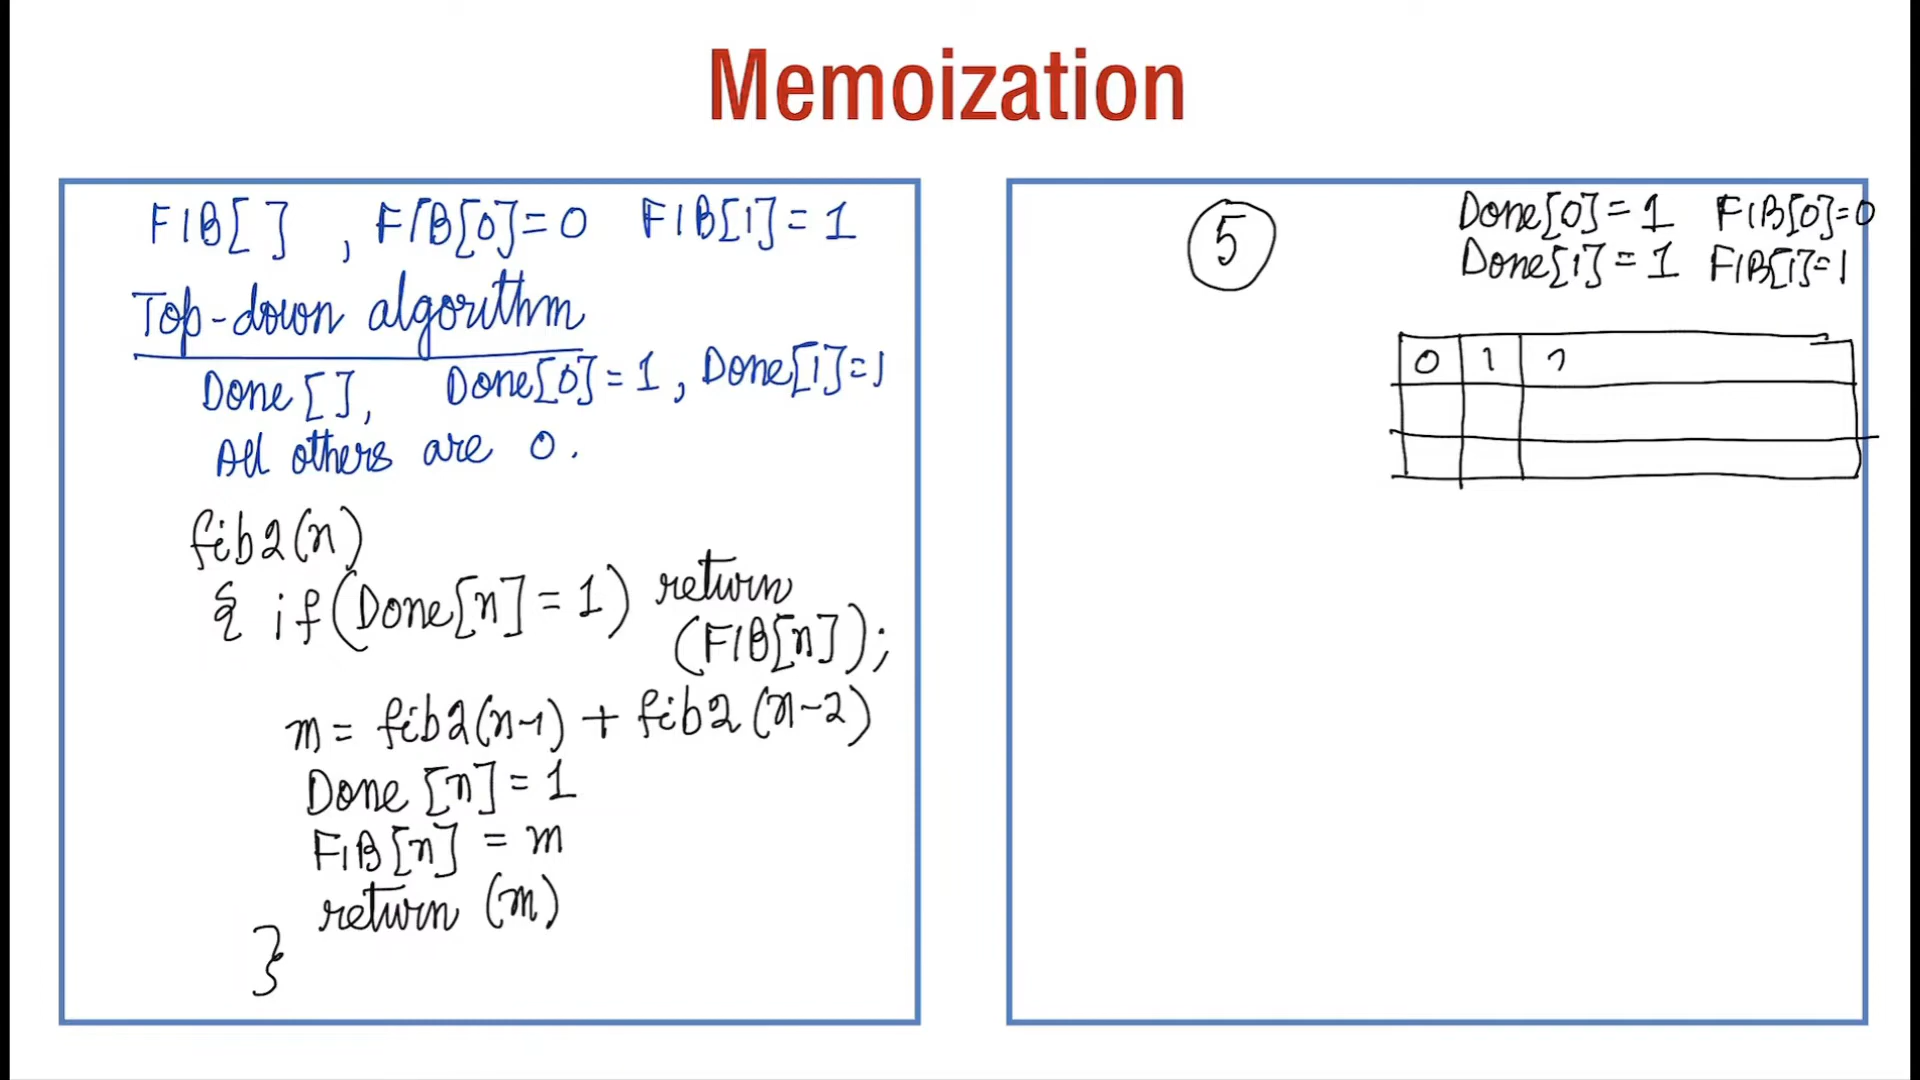 Memoization
FIB[ ] , FIB[0]=0 FIB[1]=1
Top-down algorithm
Done[ ], Done[0]=1, Done[1]=1
All others are 0.
fib2(n)
{ if(Done[n]=1) return
(FIB[n]);
m= fib2(n-1) + fib2(n-2)
Done[n]=1
FIB[n] = m
return (m)
}
5
Done[0]=1 FIB[0]=0
Done[1]=1 FIB[1]=1
0 1